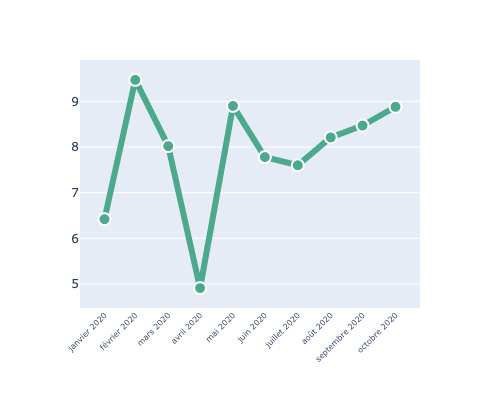 9
8
7
6
5
janvier 2020
février 2020
mars 2020
avril 2020
mai 2020
juin 2020
juillet 2020
août 2020
septembre 2020
octobre 2020